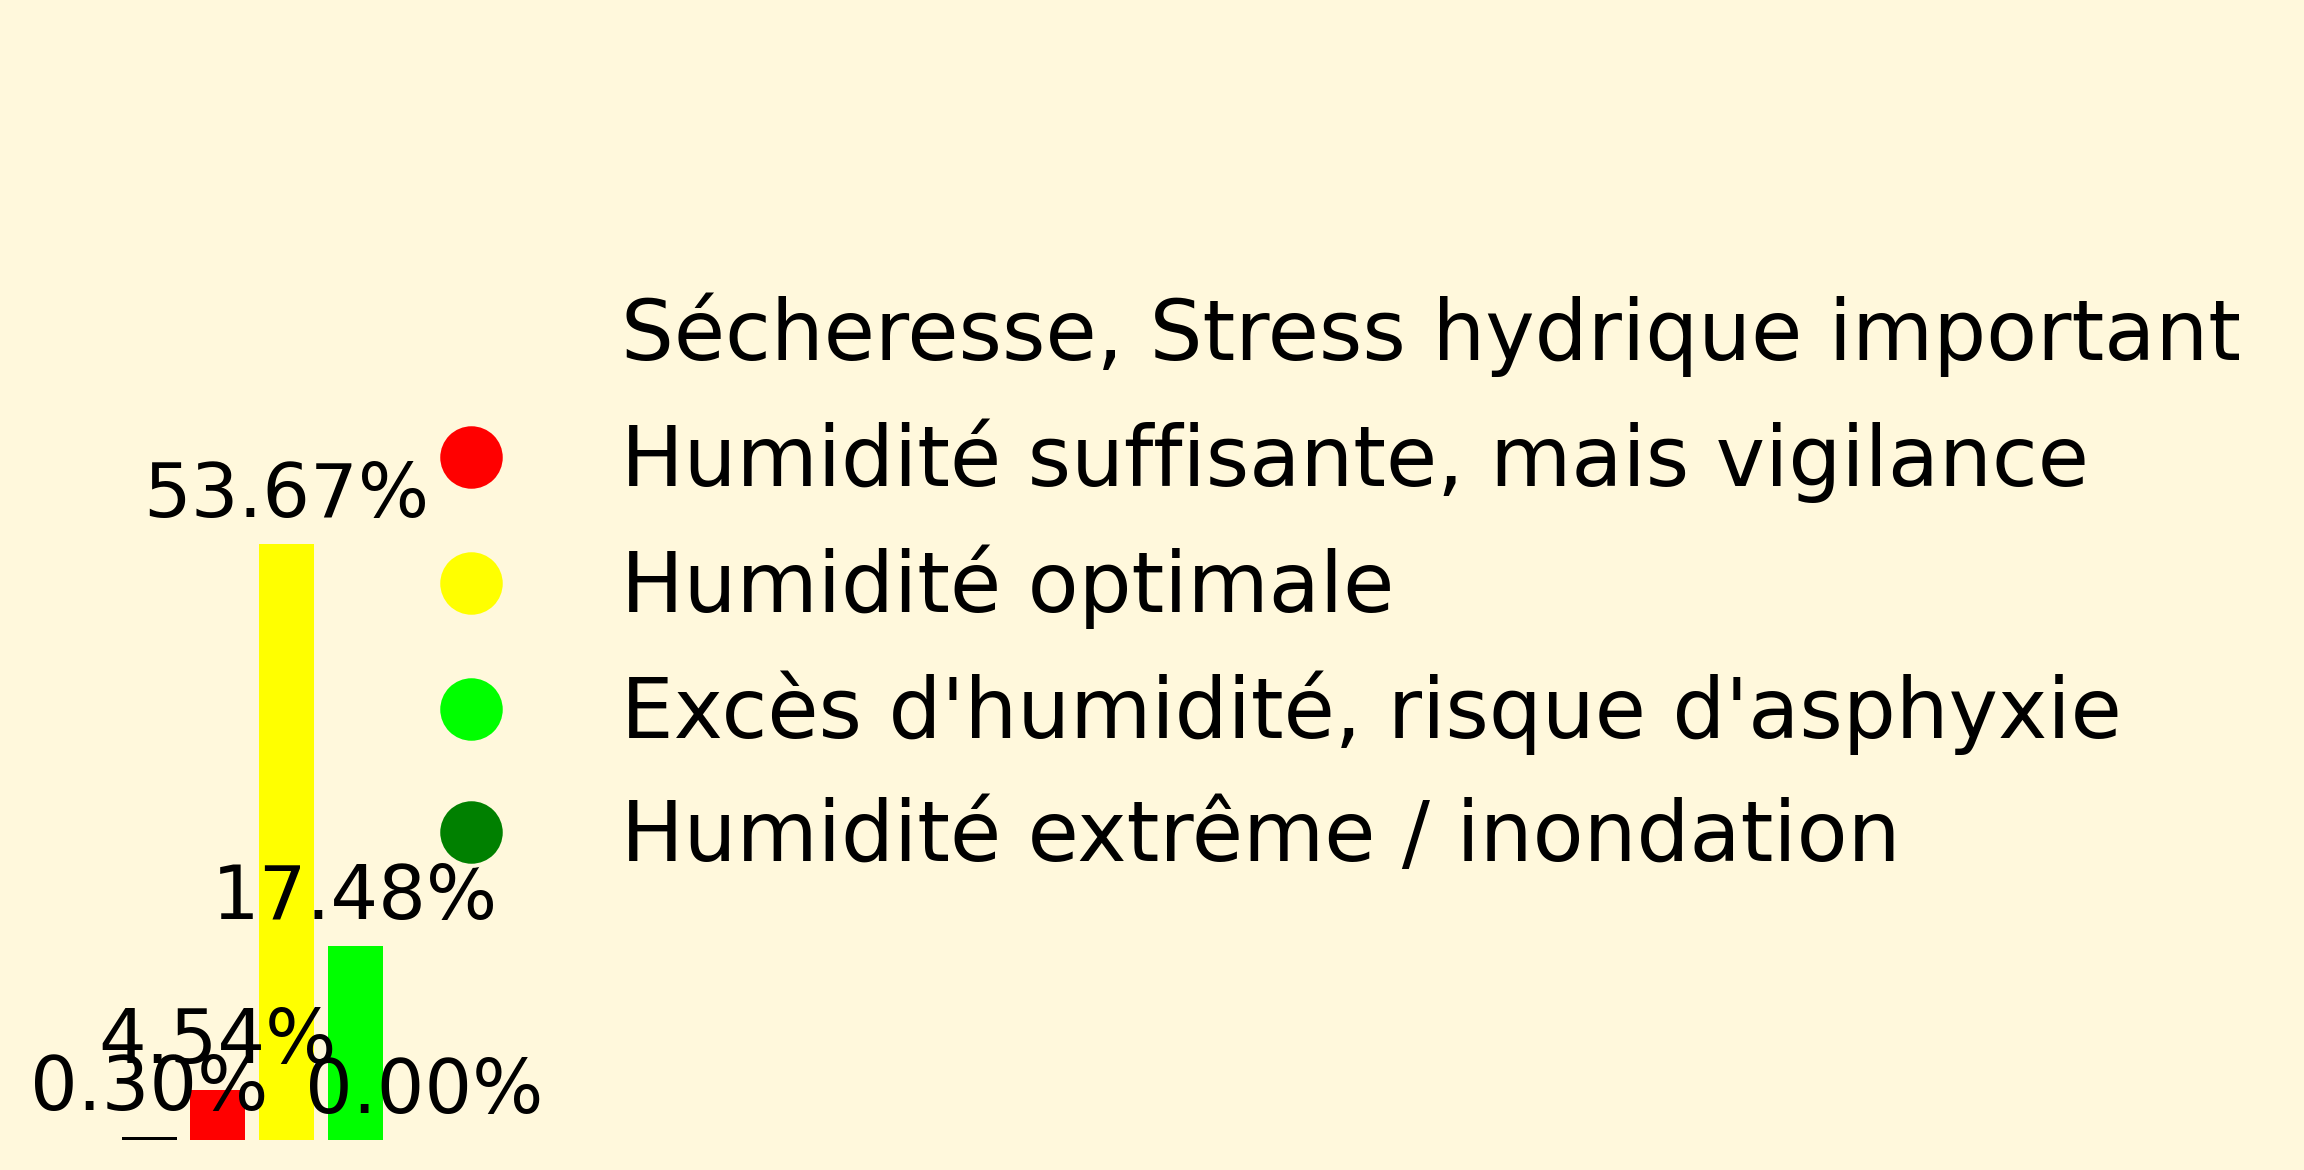 Sécheresse, Stress hydrique important
Humidité suffisante, mais vigilance
53.67%
Humidité optimale
Excès d'humidité, risque d'asphyxie
Humidité extrême / inondation
17.48%
4.54%
0.30%
0.00%